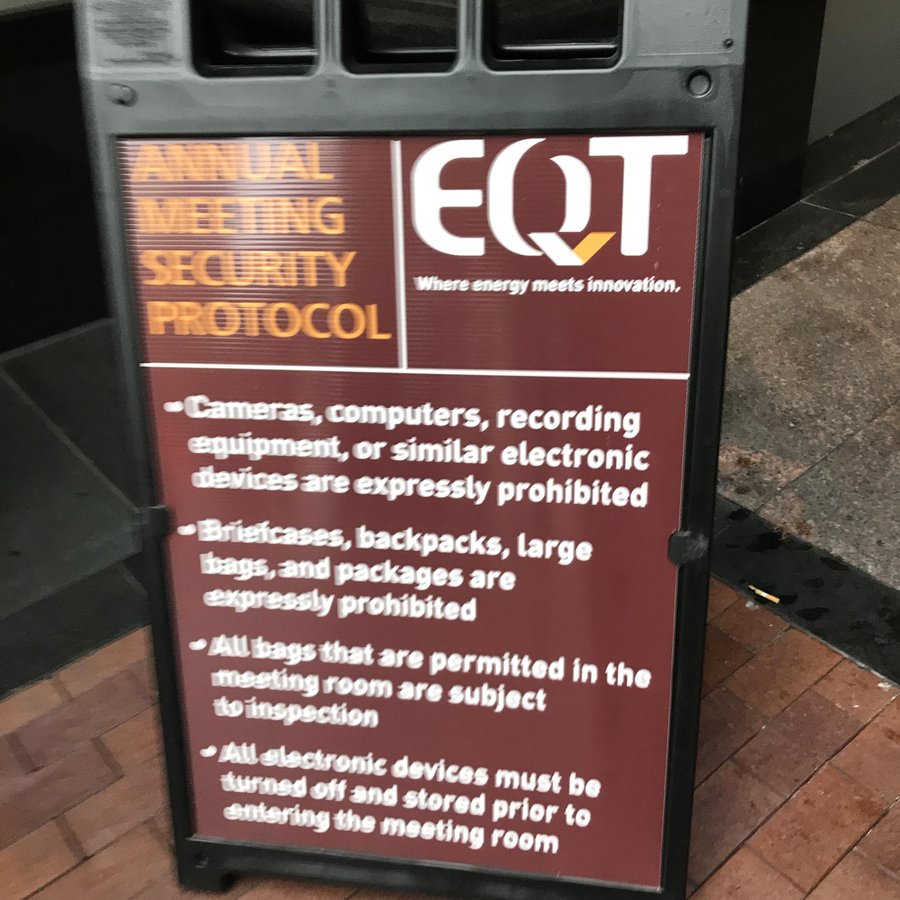 ANNUAL
MEETING
SECURITY
PROTOCOL
EQT
Where energy meets innovation.
- Cameras, computers, recording
equipment, or similar electronic
devices are expressly prohibited
- Briefcases, backpacks, large
bags, and packages are
expressly prohibited
- All bags that are permitted in the
meeting room are subject
to inspection
- All electronic devices must be
turned off and stored prior to
entering the meeting room